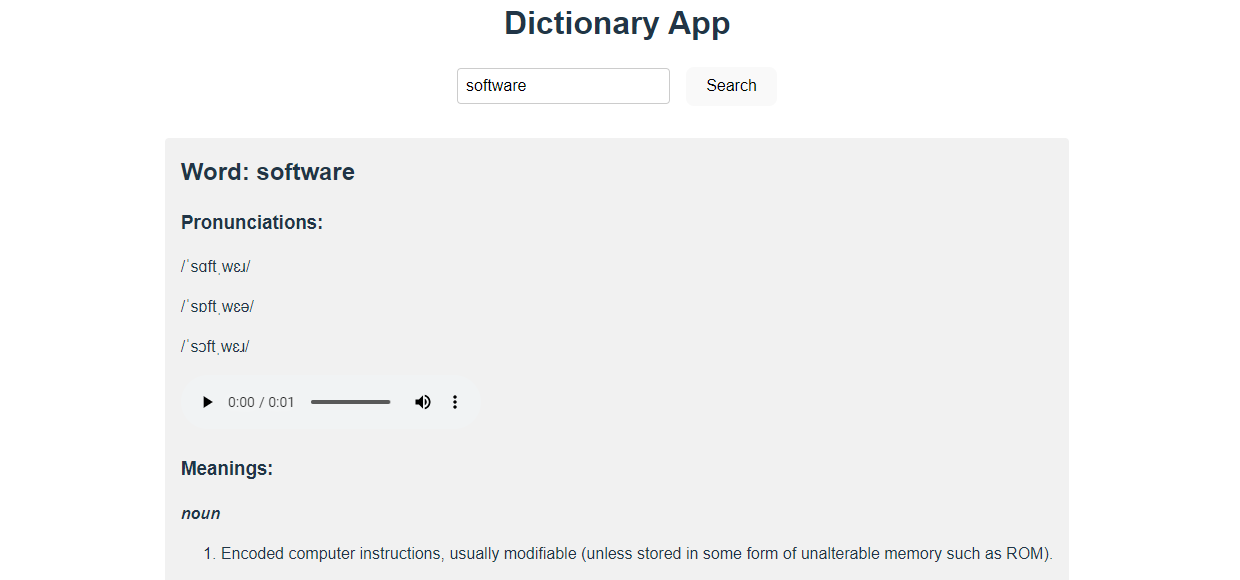 Dictionary App
software
Search
Word: software
Pronunciations:
/ˈsɑftˌwɛɹ/
/ˈsɒftˌwɛə/
/ˈsɔftˌwɛɹ/
0:00 / 0:01
Meanings:
noun
1. Encoded computer instructions, usually modifiable (unless stored in some form of unalterable memory such as ROM).